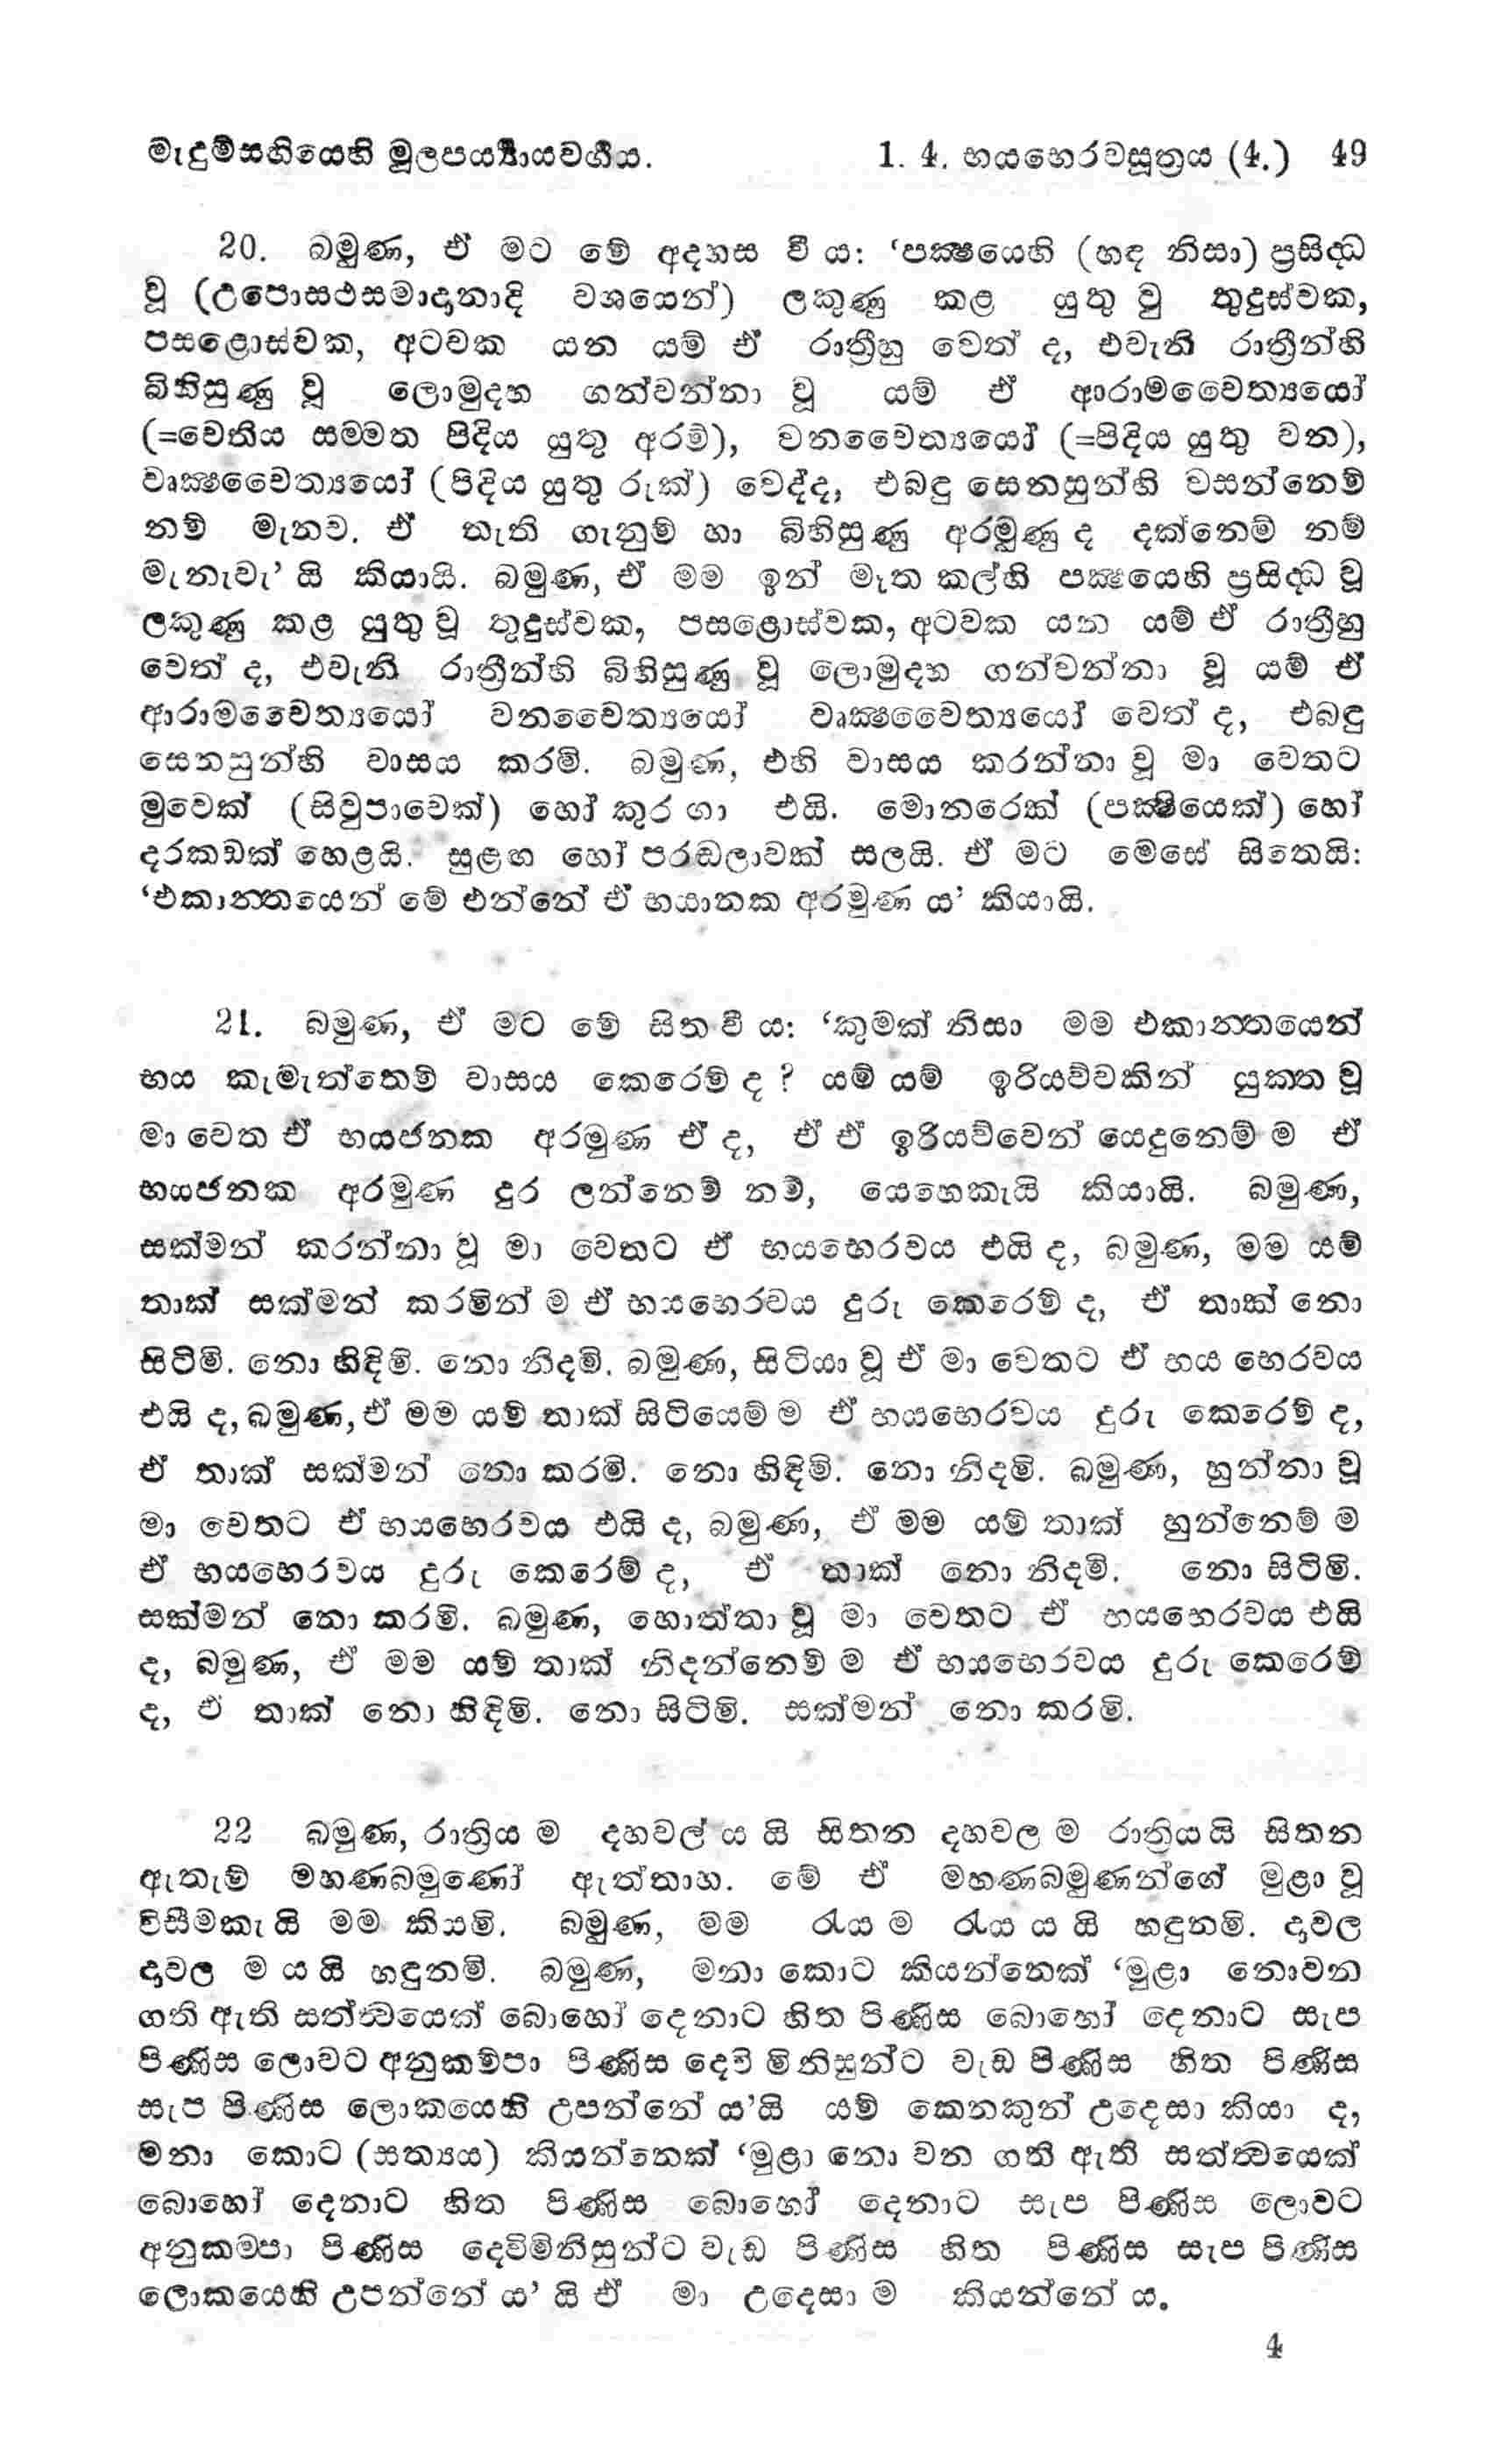 මැදුම්සඟියෙහි මූලපර්‍ය්‍යායවර්‍ගය. 1. 4. භයභෙරවසූත්‍රය (4.) 49
20. බමුණ, ඒ මට මේ අදහස වී ය: ‘පක්‍ෂයෙහි (හඳ නිසා) ප්‍රසිද්ධ
වූ (උපොසථසමාදානාදි වශයෙන්) ලකුණු කළ යුතු වූ තුදුස්වක,
පසළොස්වක, අටවක යන යම් ඒ රාත්‍රීහු වෙත් ද, එවැනි රාත්‍රීන්හි
බිහිසුණු වූ ලොමුදහ ගන්වන්නා වූ යම් ඒ ආරාමචෛත්‍යයෝ
(=චෙතිය සම්මත පිදිය යුතු අරම්), වනචෛත්‍යයෝ (=පිදිය යුතු වන),
වෘක්‍ෂචෛත්‍යයෝ (පිදිය යුතු රුක්) වෙද්ද, එබඳු සෙනසුන්හි වසන්නෙම්
නම් මැනව. ඒ තැති ගැනුම් හා බිහිසුණු අරමුණු ද දක්නෙම් නම්
මැනැවැ’ යි කියායි. බමුණ, ඒ මම ඉන් මෑත කල්හි පක්‍ෂයෙහි ප්‍රසිද්ධ වූ
ලකුණු කළ යුතු වූ තුදුස්වක, පසළොස්වක, අටවක යන යම් ඒ රාත්‍රීහු
වෙත් ද, එවැනි රාත්‍රීන්හි බිහිසුණු වූ ලොමුදහ ගන්වන්නා වූ යම් ඒ
ආරාමචෛත්‍යයෝ වනචෛත්‍යයෝ වෘක්‍ෂචෛත්‍යයෝ වෙත් ද, එබඳු
සෙනසුන්හි වාසය කරමි. බමුණ, එහි වාසය කරන්නා වූ මා වෙතට
මුවෙක් (සිවුපාවෙක්) හෝ කුර ගා එයි. මොනරෙක් (පක්‍ෂියෙක්) හෝ
දරකඩක් හෙළයි. සුළඟ හෝ පරඬලාවක් සලයි. ඒ මට මෙසේ සිතෙයි:
‘එකාන්තයෙන් මේ එන්නේ ඒ භයානක අරමුණ ය’ කියායි.
21. බමුණ, ඒ මට මේ සිත වී ය: ‘කුමක් නිසා මම එකාන්තයෙන්
භය කැමැත්තෙම් වාසය කෙරෙම් ද ? යම් යම් ඉරියව්වකින් යුක්ත වූ
මා වෙත ඒ භයජනක අරමුණ ඒ ද, ඒ ඒ ඉරියව්වෙන් යෙදුනෙම් ම ඒ
භයජනක අරමුණ දුර ලන්නෙම් නම්, යෙහෙකැයි කියායි. බමුණ,
සක්මන් කරන්නා වූ මා වෙතට ඒ භයභෙරවය එයි ද, බමුණ, මම යම්
තාක් සක්මන් කරමින් ම ඒ භයභෙරවය දුරු කෙරෙම් ද, ඒ තාක් නො
සිටිමි. නො හිඳිමි. නො නිදමි. බමුණ, සිටියා වූ ඒ මා වෙතට ඒ භය භෙරවය
එයි ද, බමුණ, ඒ මම යම් තාක් සිටියෙම් ම ඒ භයභෙරවය දුරු කෙරෙම් ද,
ඒ තාක් සක්මන් නො කරමි. නො හිඳිමි. නො නිදමි. බමුණ, හුන්නා වූ
මා වෙතට ඒ භයභෙරවය එයි ද, බමුණ, ඒ මම යම් තාක් හුන්නෙම් ම
ඒ භයභෙරවය දුරු කෙරෙම් ද, ඒ තාක් නො නිදමි. නො සිටිමි.
සක්මන් නො කරමි. බමුණ, හොත්තා වූ මා වෙතට ඒ භයභෙරවය එයි
ද, බමුණ, ඒ මම යම් තාක් නිදන්නෙම් ම ඒ භයභෙරවය දුරු කෙරෙම්
ද, ඒ තාක් නො හිඳිමි. නො සිටිමි. සක්මන් නො කරමි.
22 බමුණ, රාත්‍රිය ම දහවල් ය යි සිතන දහවල ම රාත්‍රියයි සිතන
ඇතැම් මහණබමුණෝ ඇත්තාහ. මේ ඒ මහණබමුණන්ගේ මුළා වූ
විසීමකැ යි මම කියමි. බමුණ, මම රැය ම රැය ය යි හඳුනමි. දාවල
දාවල ම ය යි හඳුනමි. බමුණ, මනා කොට කියන්නෙක් ‘මුළා නොවන
ගති ඇති සත්ත්‍වයෙක් බොහෝ දෙනාට හිත පිණිස බොහෝ දෙනාට සැප
පිණිස ලොවට අනුකම්පා පිණිස දෙවි මිනිසුන්ට වැඩ පිණිස හිත පිණිස
සැප පිණිස ලොකයෙහි උපන්නේ ය’යි යම් කෙනකුන් උදෙසා කියා ද,
මනා කොට (සත්‍යය) කියන්නෙක් ‘මුළා නො වන ගති ඇති සත්ත්‍වයෙක්
බොහෝ දෙනාට හිත පිණිස බොහෝ දෙනාට සැප පිණිස ලොවට
අනුකම්පා පිණිස දෙවිමිනිසුන්ට වැඩ පිණිස හිත පිණිස සැප පිණිස
ලොකයෙහි උපන්නේ ය’ යි ඒ මා උදෙසා ම කියන්නේ ය.
4